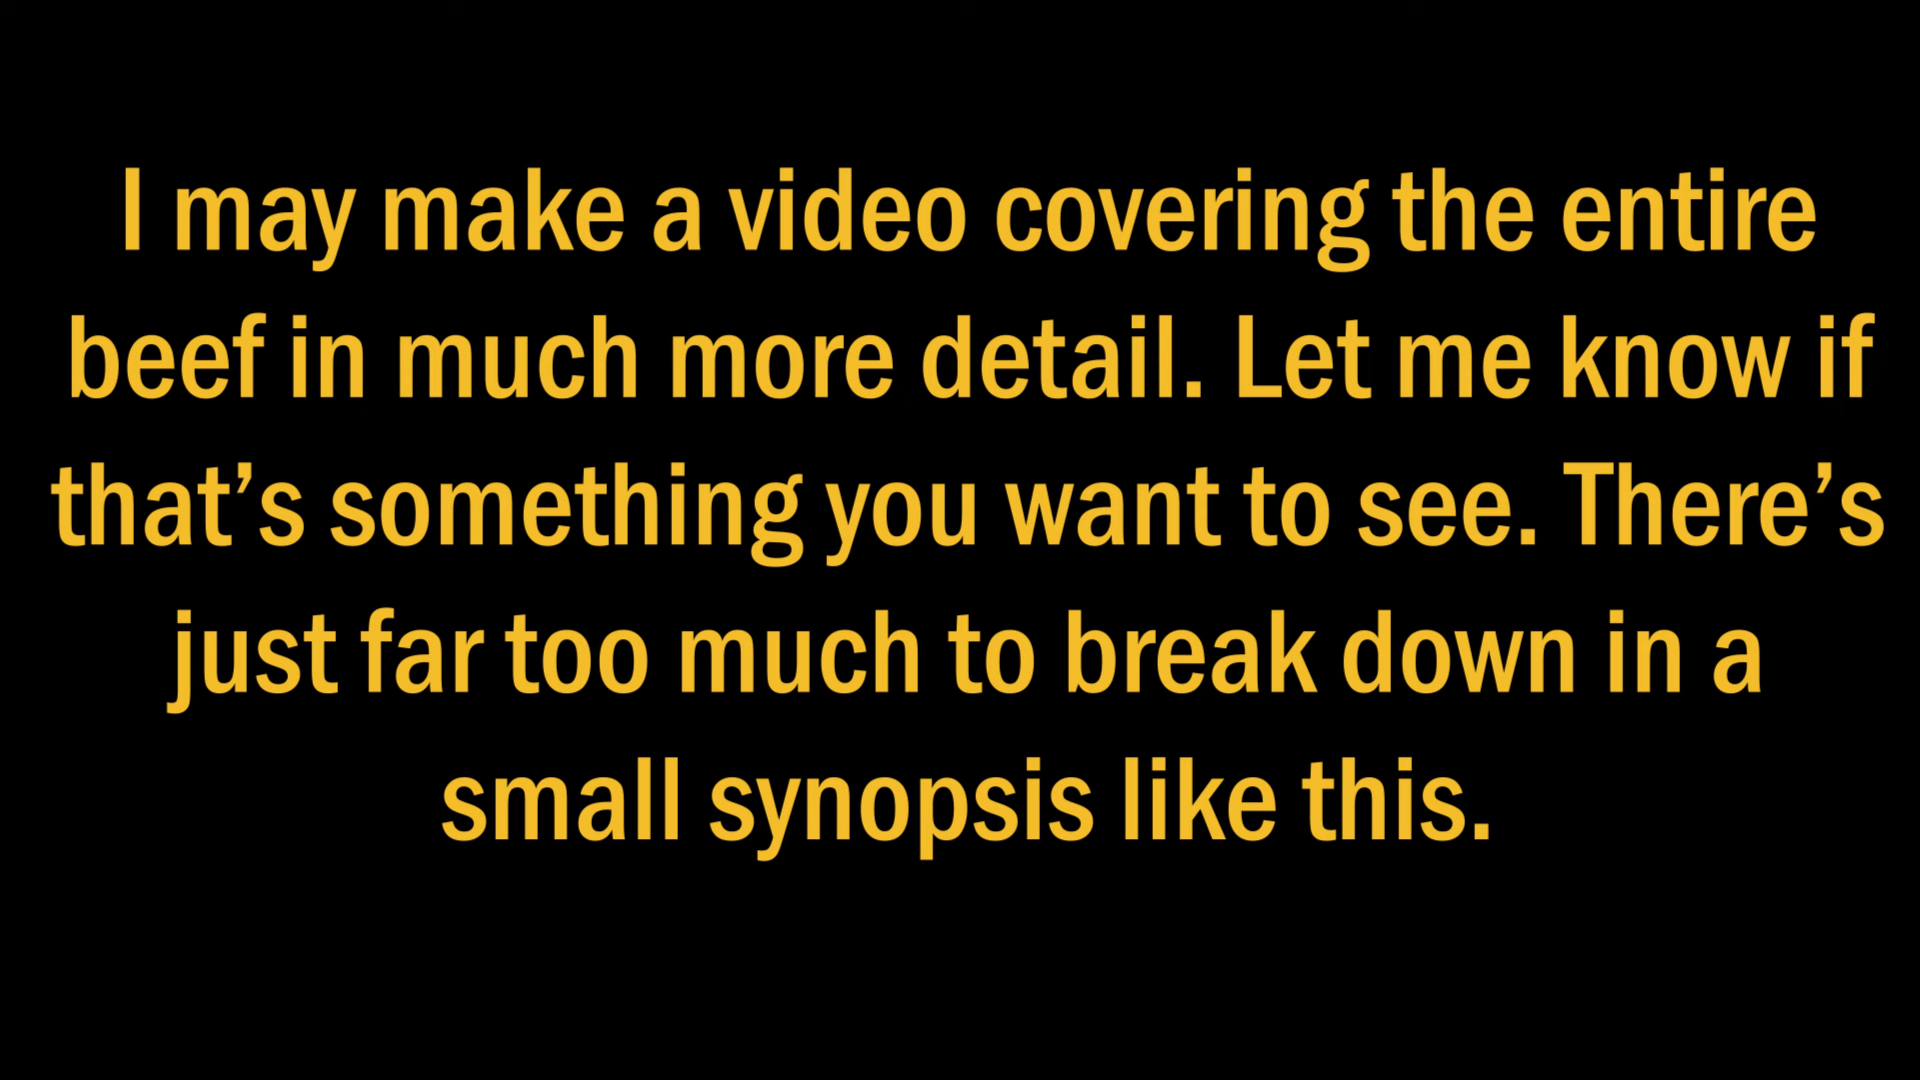 I may make a video covering the entire
beef in much more detail. Let me know if
that’s something you want to see. There’s
just far too much to break down in a
small synopsis like this.